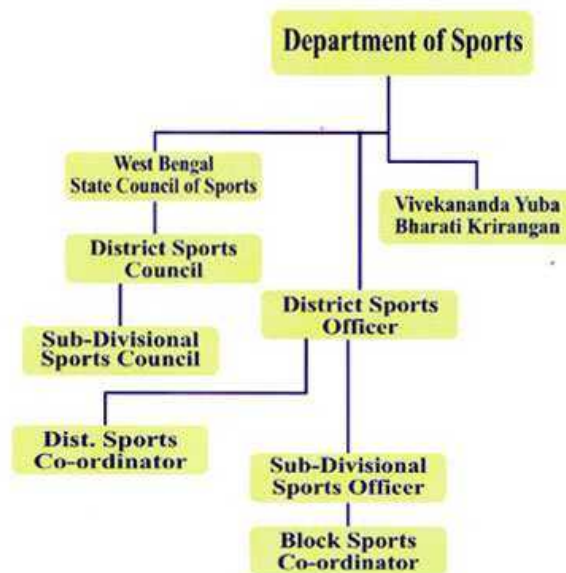 Department of Sports
West Bengal
State Council of Sports
Vivekananda Yuba
Bharati Krirangan
District Sports
Council
District Sports
Officer
Sub-Divisional
Sports Council
Dist. Sports
Co-ordinator
Sub-Divisional
Sports Officer
Block Sports
Co-ordinator